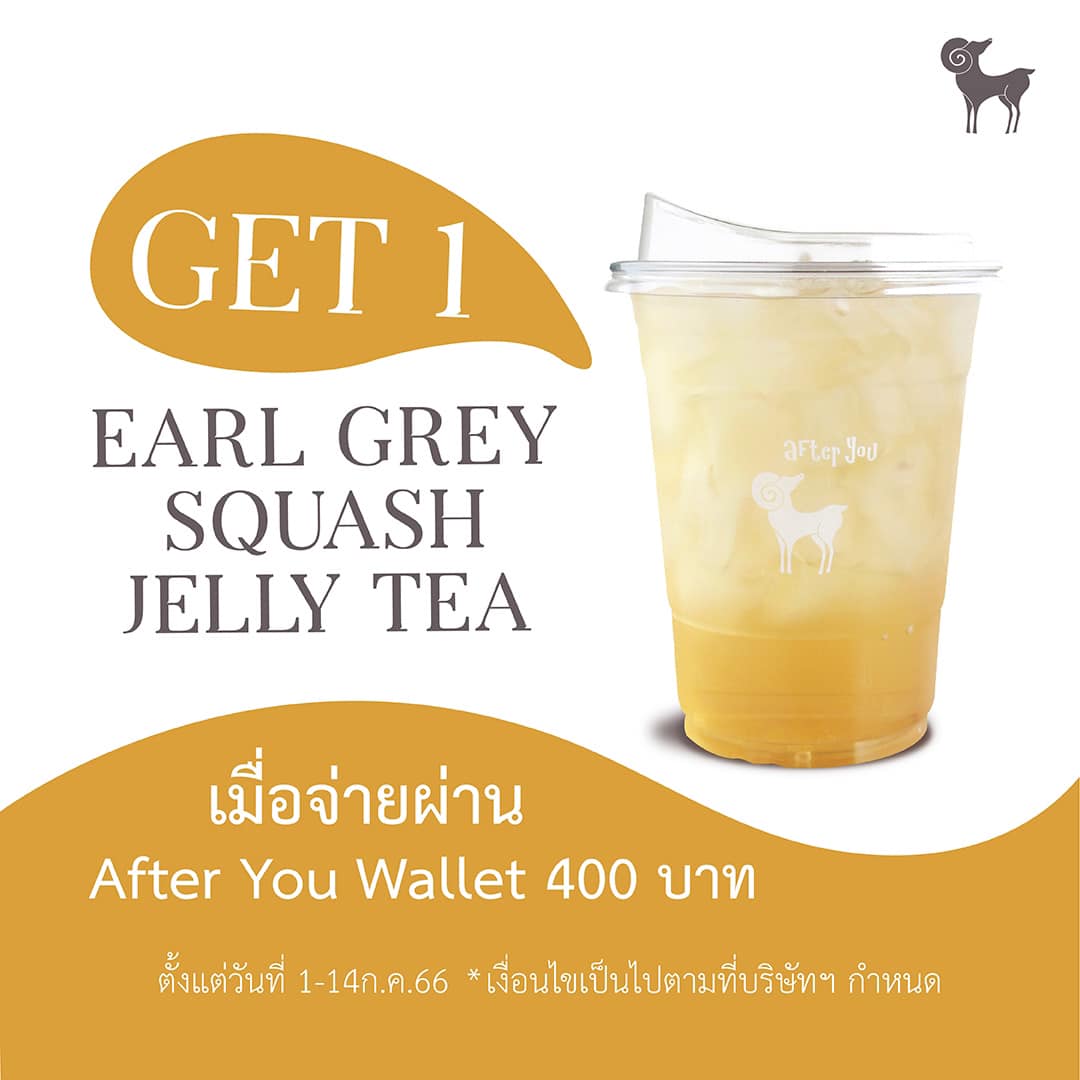 GET 1
EARL GREY
SQUASH
JELLY TEA
after you
เมื่อจ่ายผ่าน
After You Wallet 400 บาท
ตั้งแต่วันที่ 1-14ก.ค.66 *เงื่อนไขเป็นไปตามที่บริษัทฯ กำหนด